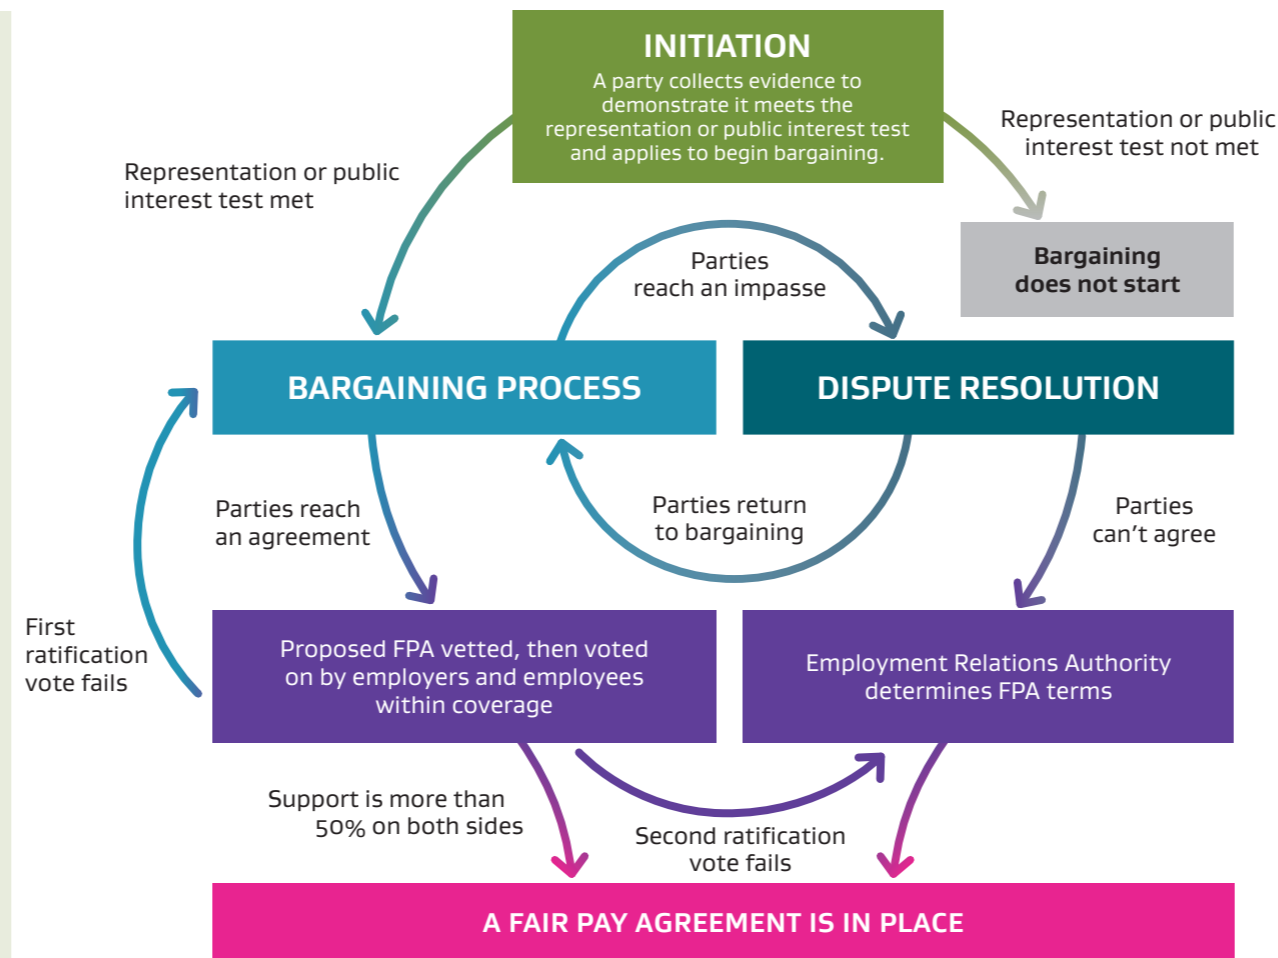 INITIATION
A party collects evidence to
demonstrate it meets the
representation or public interest test
and applies to begin bargaining.
Representation or public
interest test not met
Representation or public
interest test met
Bargaining
does not start
Parties
reach an impasse
BARGAINING PROCESS
DISPUTE RESOLUTION
Parties reach
an agreement
Parties return
to bargaining
Parties
can't agree
First
ratification
vote fails
Proposed FPA vetted, then voted
on by employers and employees
within coverage
Employment Relations Authority
determines FPA terms
Support is more than
50% on both sides
Second ratification
vote fails
A FAIR PAY AGREEMENT IS IN PLACE